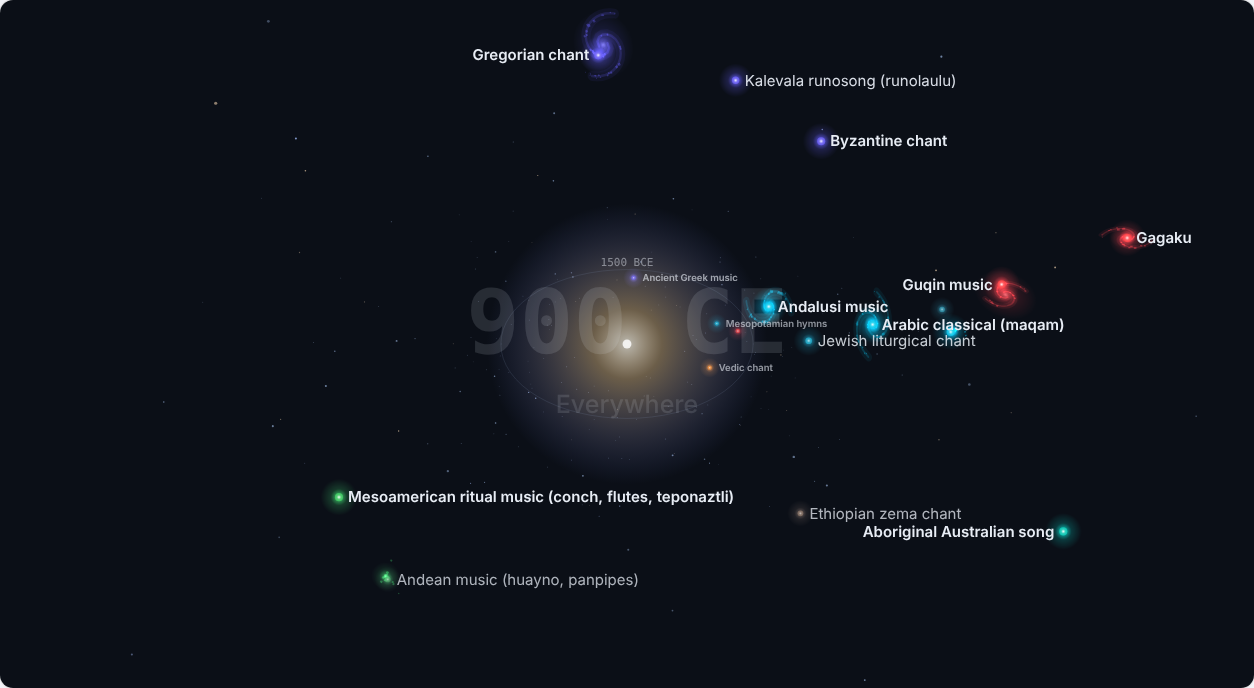 Gregorian chant
Kalevala runosong (runolaulu)
Byzantine chant
Gagaku
1500 BCE
Ancient Greek music
Guqin music
900 CE
Andalusi music
Mesopotamian hymns
Arabic classical (maqam)
Jewish liturgical chant
Vedic chant
Everywhere
Mesoamerican ritual music (conch, flutes, teponaztli)
Ethiopian zema chant
Aboriginal Australian song
Andean music (huayno, panpipes)